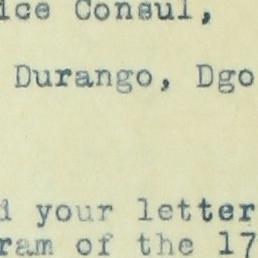 ice Consul,
Durango, Dgo
d your letter
ram of the 17